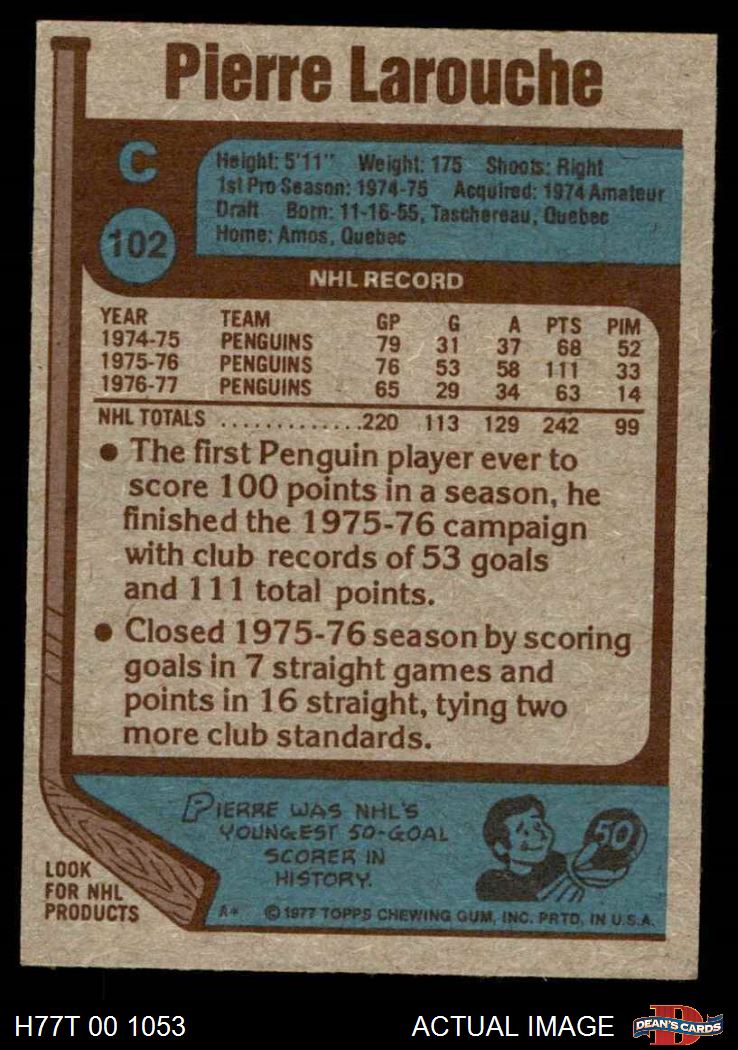 Pierre Larouche
C
102
Height: 5'11" Weight: 175 Shoots: Right
1st Pro Season: 1974-75 Acquired: 1974 Amateur
Draft Born: 11-16-55, Taschereau, Quebec
Home: Amos, Quebec
NHL RECORD
YEAR TEAM GP G A PTS PIM
1974-75 PENGUINS 79 31 37 68 52
1975-76 PENGUINS 76 53 58 111 33
1976-77 PENGUINS 65 29 34 63 14
NHL TOTALS .............220 113 129 242 99
● The first Penguin player ever to
score 100 points in a season, he
finished the 1975-76 campaign
with club records of 53 goals
and 111 total points.
● Closed 1975-76 season by scoring
goals in 7 straight games and
points in 16 straight, tying two
more club standards.
PIERRE WAS NHL'S
YOUNGEST 50-GOAL
SCORER IN
HISTORY.
50
LOOK
FOR NHL
PRODUCTS
A* ©1977 TOPPS CHEWING GUM, INC. PRTD. IN U.S.A.
H77T 00 1053 ACTUAL IMAGE
D
DEAN'S CARDS